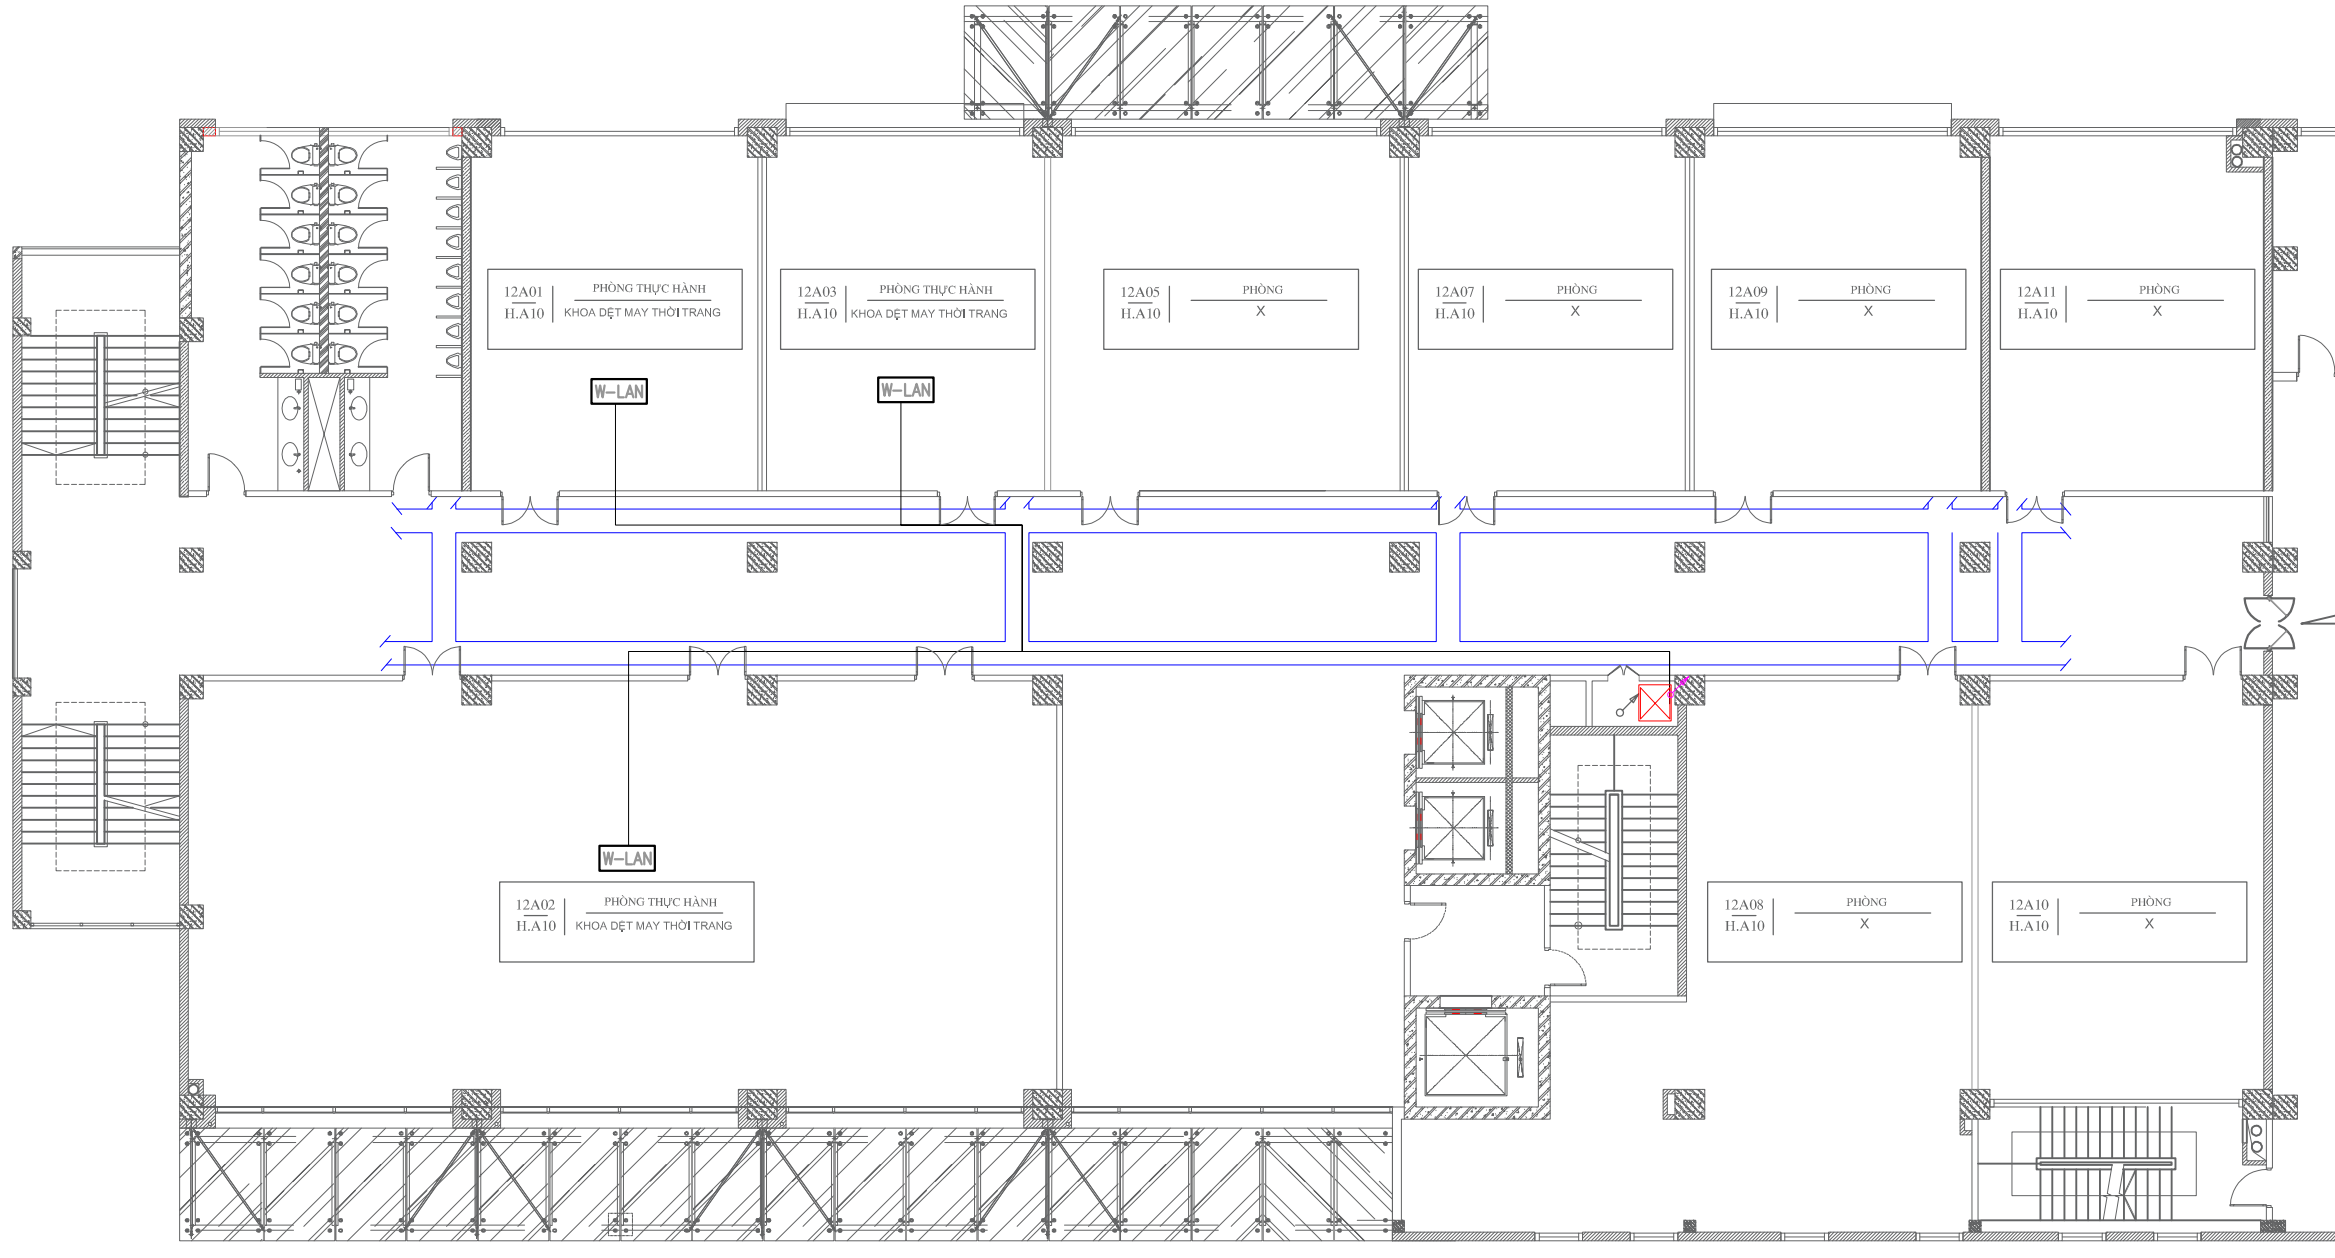 12A01
H.A10
PHÒNG THỰC HÀNH
KHOA DỆT MAY THỜI TRANG
12A03
H.A10
PHÒNG THỰC HÀNH
KHOA DỆT MAY THỜI TRANG
12A05
H.A10
PHÒNG
X
12A07
H.A10
PHÒNG
X
12A09
H.A10
PHÒNG
X
12A11
H.A10
PHÒNG
X
W-LAN
W-LAN
W-LAN
12A02
H.A10
PHÒNG THỰC HÀNH
KHOA DỆT MAY THỜI TRANG
12A08
H.A10
PHÒNG
X
12A10
H.A10
PHÒNG
X